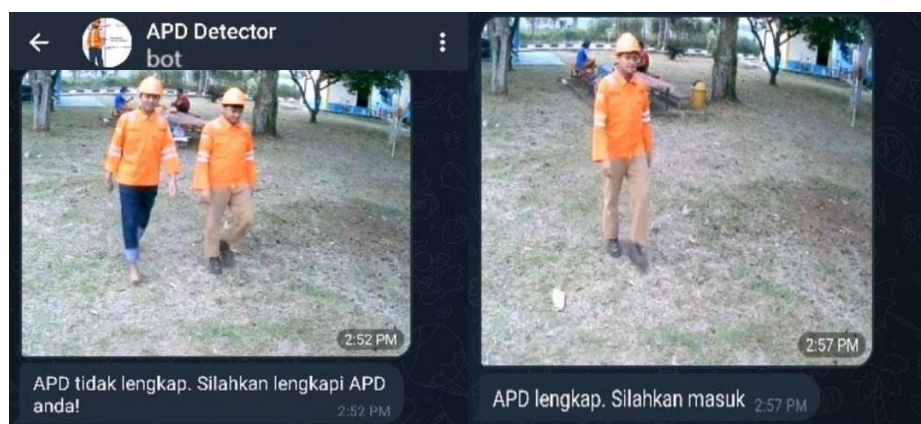 APD Detector
bot
2:52 PM
APD tidak lengkap. Silahkan lengkapi APD
anda!
2:52 PM
2:57 PM
APD lengkap. Silahkan masuk 2:57 PM